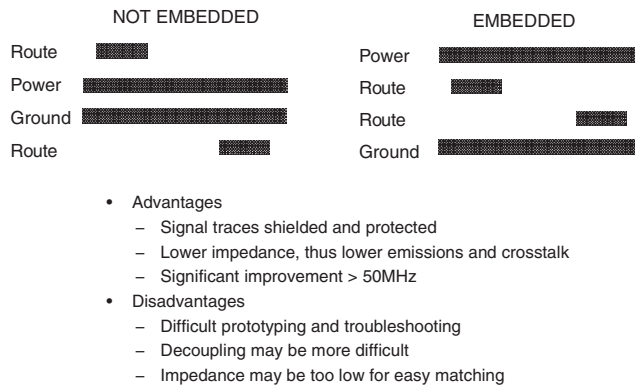 NOT EMBEDDED
Route
Power
Ground
Route
EMBEDDED
Power
Route
Route
Ground
• Advantages
– Signal traces shielded and protected
– Lower impedance, thus lower emissions and crosstalk
– Significant improvement > 50MHz
• Disadvantages
– Difficult prototyping and troubleshooting
– Decoupling may be more difficult
– Impedance may be too low for easy matching